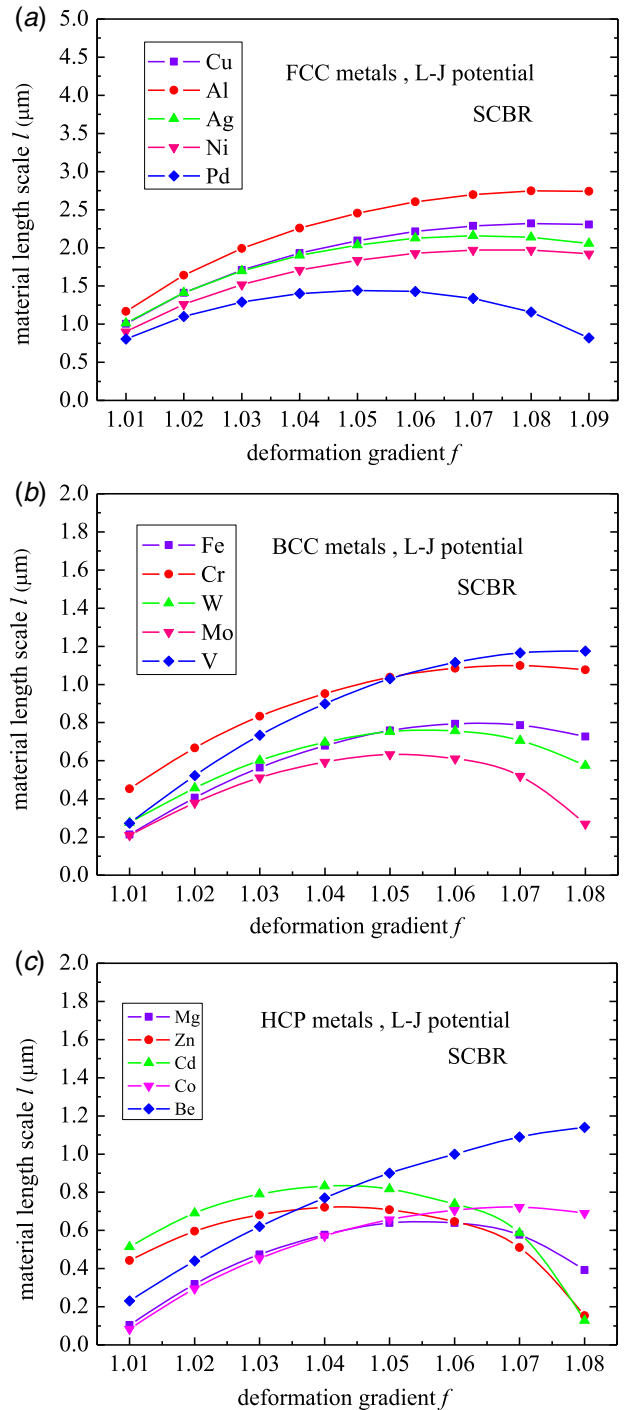 (a)
5.0
4.5
4.0
3.5
3.0
2.5
2.0
1.5
1.0
0.5
0.0
material length scale l (μm)
Cu
Al
Ag
Ni
Pd
FCC metals , L-J potential
SCBR
1.01 1.02 1.03 1.04 1.05 1.06 1.07 1.08 1.09
deformation gradient f
(b)
2.0
1.8
1.6
1.4
1.2
1.0
0.8
0.6
0.4
0.2
0.0
material length scale l (μm)
Fe
Cr
W
Mo
V
BCC metals , L-J potential
SCBR
1.01 1.02 1.03 1.04 1.05 1.06 1.07 1.08
deformation gradient f
(c)
2.0
1.8
1.6
1.4
1.2
1.0
0.8
0.6
0.4
0.2
0.0
material length scale l (μm)
Mg
Zn
Cd
Co
Be
HCP metals , L-J potential
SCBR
1.01 1.02 1.03 1.04 1.05 1.06 1.07 1.08
deformation gradient f